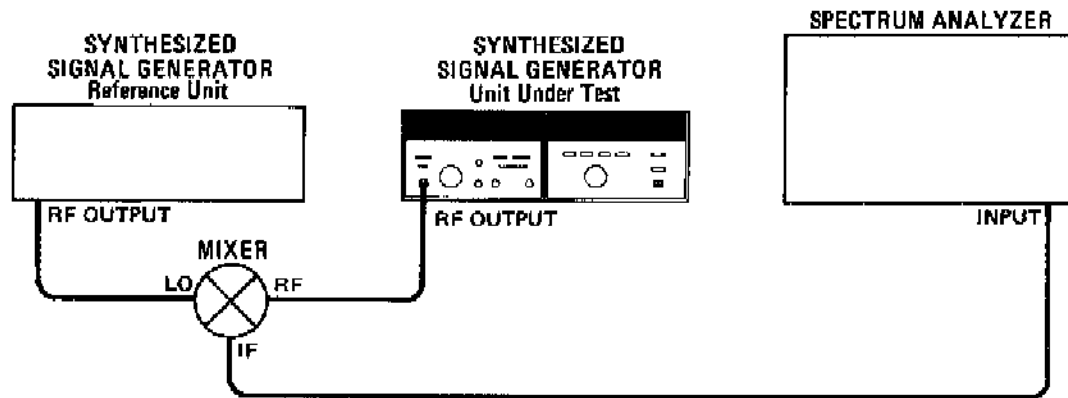 SYNTHESIZED
SIGNAL GENERATOR
Reference Unit
SYNTHESIZED
SIGNAL GENERATOR
Unit Under Test
SPECTRUM ANALYZER
RF OUTPUT
RF OUTPUT
INPUT
MIXER
LO
RF
IF